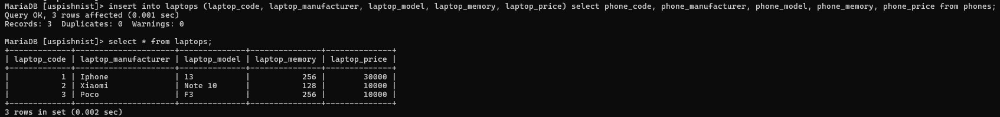 MariaDB [uspishnist]> insert into laptops (laptop_code, laptop_manufacturer, laptop_model, laptop_memory, laptop_price) select phone_code, phone_manufacturer, phone_model, phone_memory, phone_price from phones;
Query OK, 3 rows affected (0.001 sec)
Records: 3  Duplicates: 0  Warnings: 0

MariaDB [uspishnist]> select * from laptops;
+-------------+---------------------+--------------+---------------+--------------+
| laptop_code | laptop_manufacturer | laptop_model | laptop_memory | laptop_price |
+-------------+---------------------+--------------+---------------+--------------+
|           1 | Iphone              | 13           |           256 |        30000 |
|           2 | Xiaomi              | Note 10      |           128 |        10000 |
|           3 | Poco                | F3           |           256 |        10000 |
+-------------+---------------------+--------------+---------------+--------------+
3 rows in set (0.002 sec)